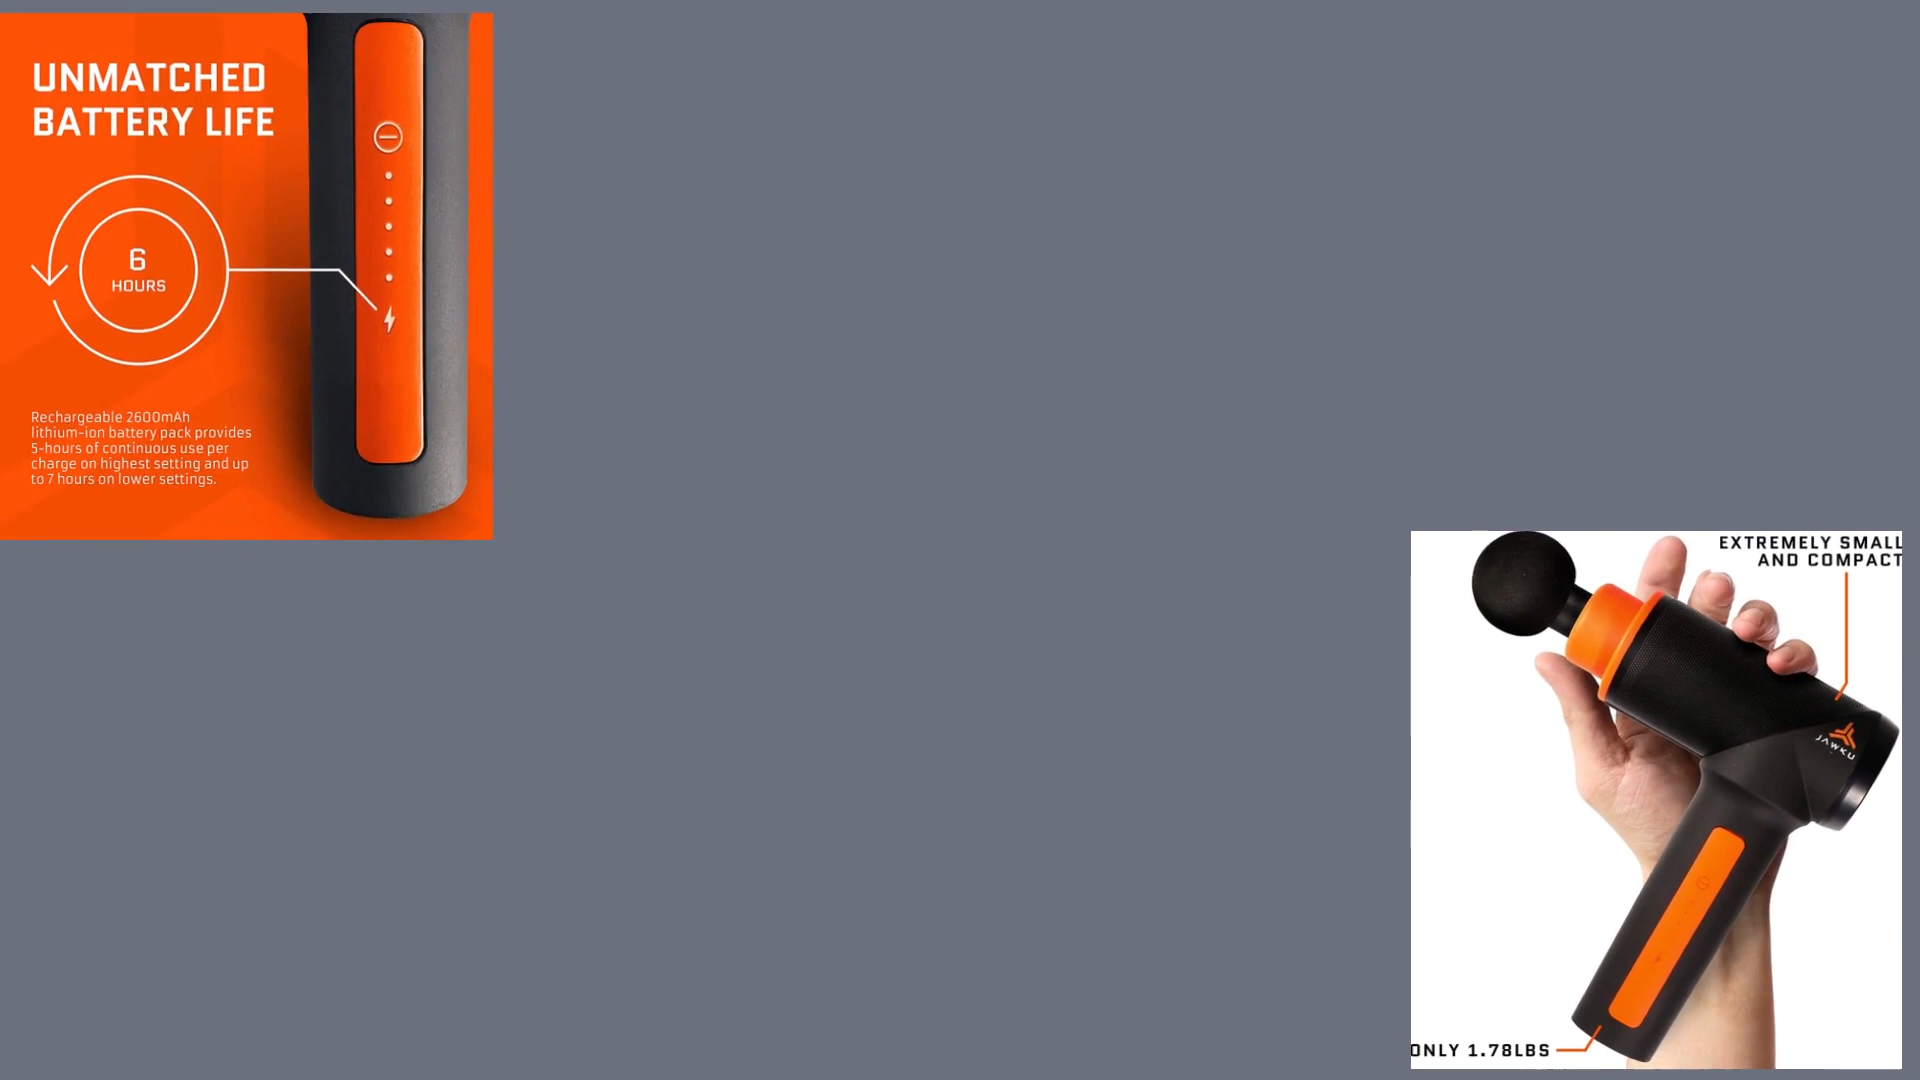 UNMATCHED
BATTERY LIFE
6
HOURS
Rechargeable 2600mAh
lithium-ion battery pack provides
5-hours of continuous use per
charge on highest setting and up
to 7 hours on lower settings.
EXTREMELY SMALL
AND COMPACT
JAWKU
ONLY 1.78LBS